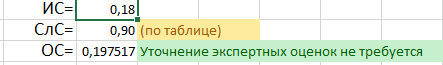 ИС= 0,18
СлС= 0,90 (по таблице)
ОС= 0,197517 Уточнение экспертных оценок не требуется